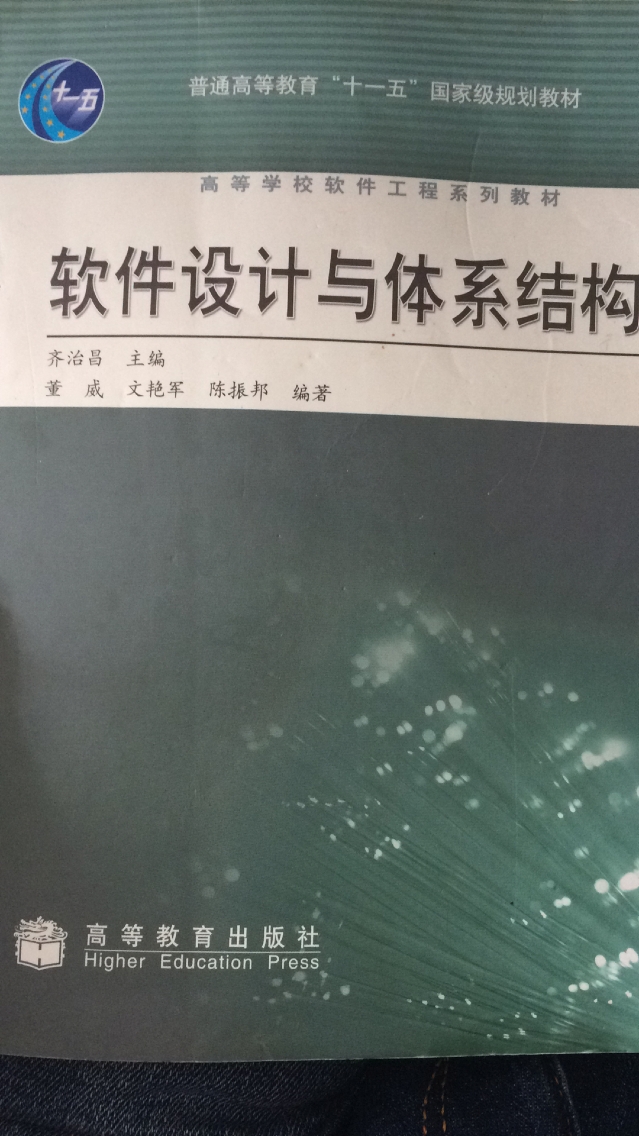 十一五
普通高等教育“十一五”国家级规划教材
高等学校软件工程系列教材
软件设计与体系结构
齐治昌 主编
董威 文艳军 陈振邦 编著
高等教育出版社
Higher Education Press